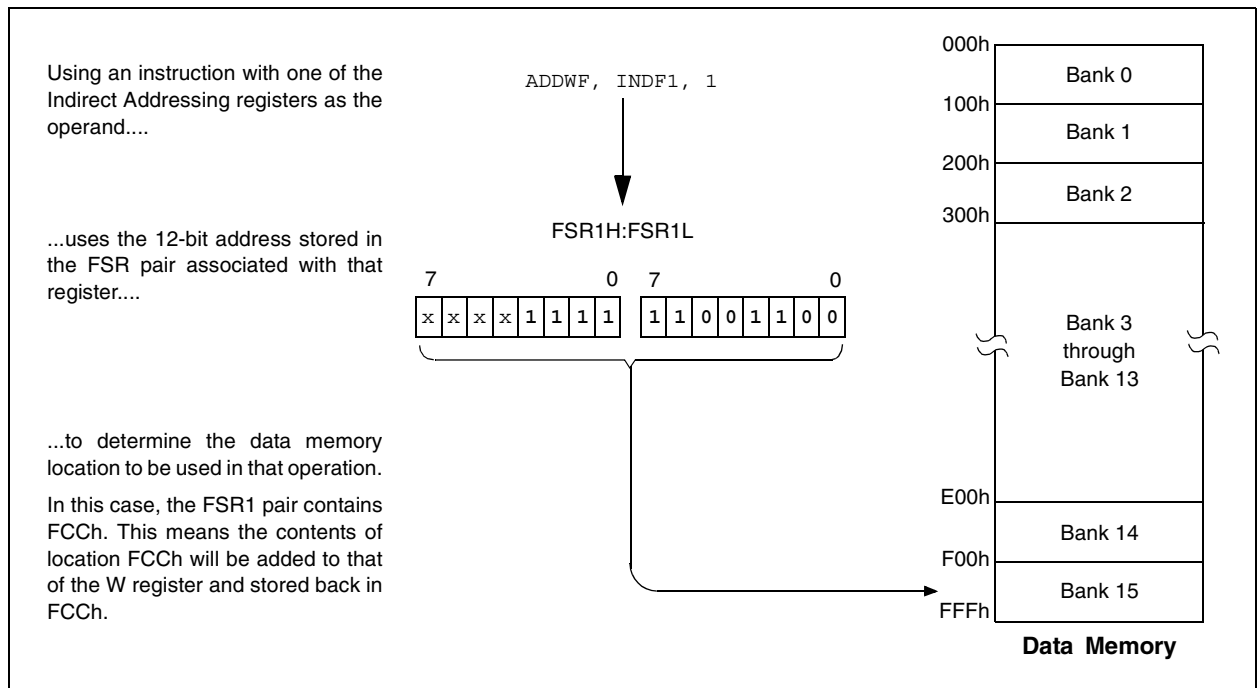 Using an instruction with one of the
Indirect Addressing registers as the
operand....
ADDWF, INDF1, 1
...uses the 12-bit address stored in
the FSR pair associated with that
register....
FSR1H:FSR1L
7 0 7 0
x x x x 1 1 1 1 1 1 0 0 1 1 0 0
...to determine the data memory
location to be used in that operation.
In this case, the FSR1 pair contains
FCCh. This means the contents of
location FCCh will be added to that
of the W register and stored back in
FCCh.
000h
Bank 0
100h
Bank 1
200h
Bank 2
300h
Bank 3
through
Bank 13
E00h
Bank 14
F00h
Bank 15
FFFh
Data Memory